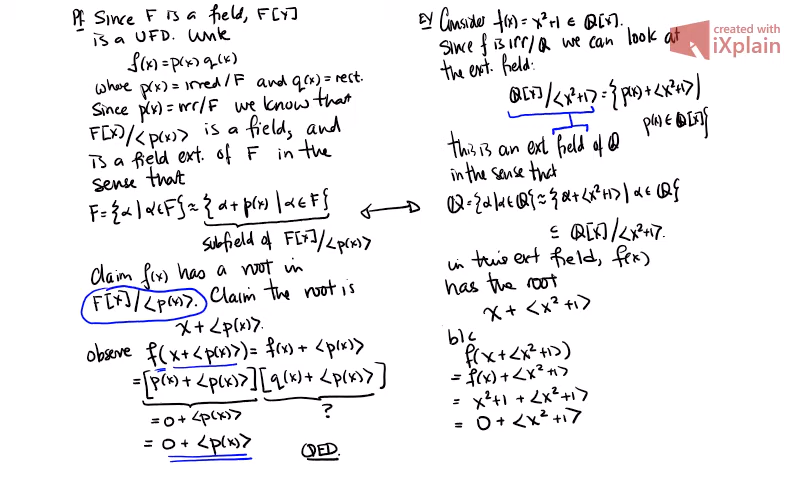 Pf Since F is a field, F[x]
is a UFD. Write
f(x) = p(x) q(x)
where p(x) = irred/F and q(x) = rest.
Since p(x) = irr/F we know that
F[x]/<p(x)> is a field, and
is a field ext. of F in the
sense that
F = {α | α∈F} ≈ {α + p(x) | α∈F}
subfield of F[x]/<p(x)>
Claim f(x) has a root in
F[x]/<p(x)>. Claim the root is
x + <p(x)>.
observe f(x + <p(x)>) = f(x) + <p(x)>
= [p(x) + <p(x)>] [q(x) + <p(x)>]
= 0 + <p(x)> ?
= 0 + <p(x)> QED.
Ex Consider f(x) = x²+1 ∈ Q[x].
Since f is irr/Q we can look at
the ext. field:
Q[x]/<x²+1> = {p(x) + <x²+1> |
p(x) ∈ Q[x]}
This is an ext field of Q
in the sense that
Q = {α | α∈Q} ≈ {α + <x²+1> | α∈Q}
⊆ Q[x]/<x²+1>.
in this ext field, f(x)
has the root
x + <x²+1>
b/c
f(x + <x²+1>)
= f(x) + <x²+1>
= x²+1 + <x²+1>
= 0 + <x²+1>
created with
iXplain